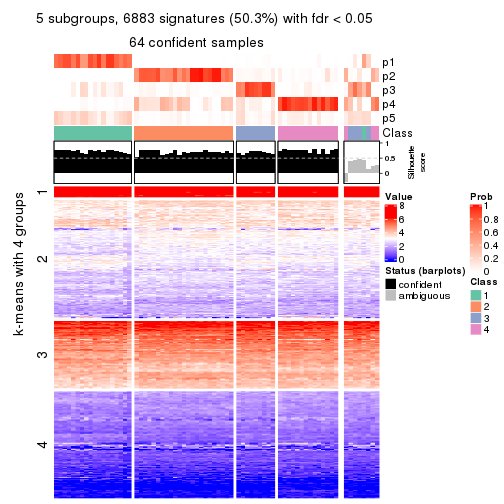 5 subgroups, 6883 signatures (50.3%) with fdr < 0.05
64 confident samples
p1
p2
p3
p4
p5
Class
1
0.5
0
Silhouette
score
k-means with 4 groups
1
2
3
4
Value
8
6
4
2
0
Status (barplots)
confident
ambiguous
Prob
1
0.8
0.6
0.4
0.2
0
Class
1
2
3
4